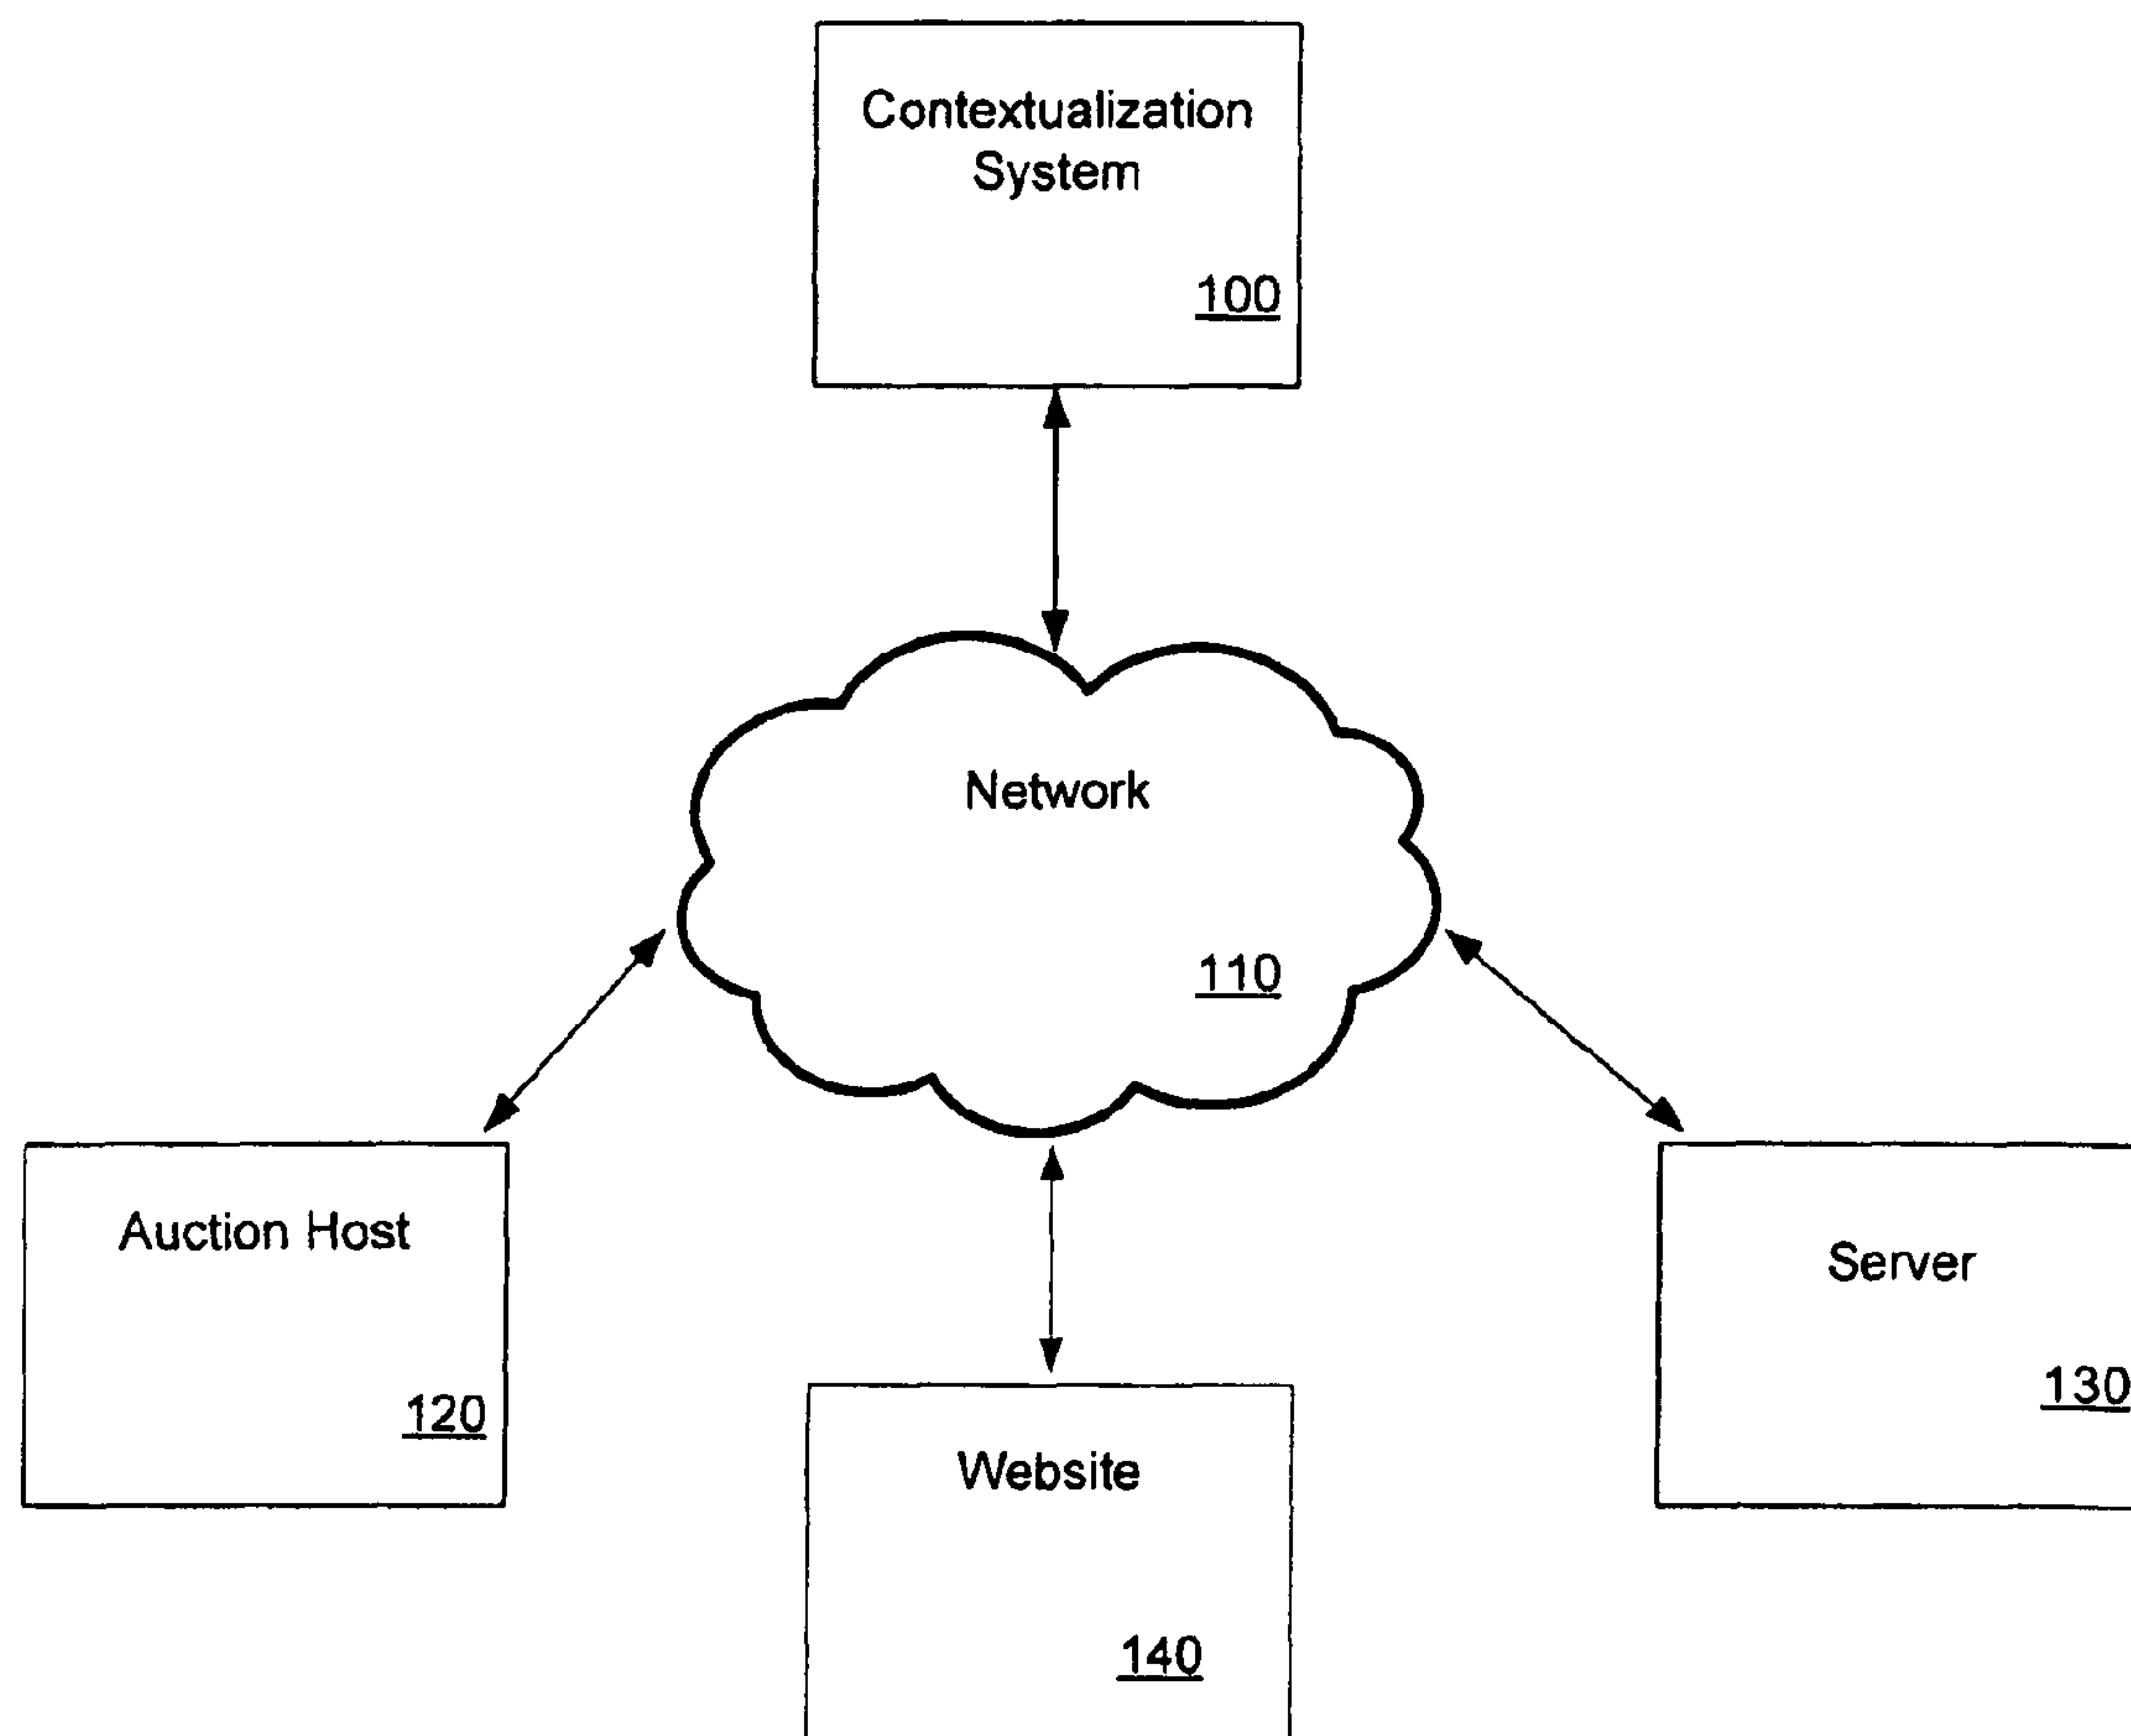 Contextualization
System
100
Network
110
Auction Host
120
Server
130
Website
140